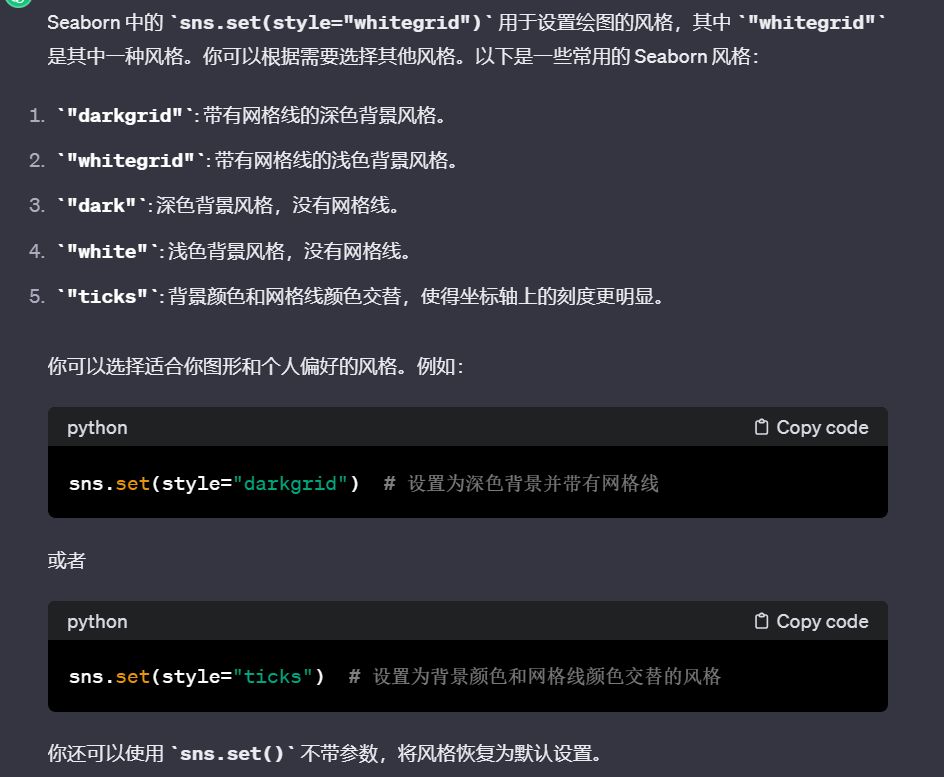 Seaborn 中的 `sns.set(style="whitegrid")` 用于设置绘图的风格，其中 `"whitegrid"`
是其中一种风格。你可以根据需要选择其他风格。以下是一些常用的 Seaborn 风格：
1. `"darkgrid"`: 带有网格线的深色背景风格。
2. `"whitegrid"`: 带有网格线的浅色背景风格。
3. `"dark"`: 深色背景风格，没有网格线。
4. `"white"`: 浅色背景风格，没有网格线。
5. `"ticks"`: 背景颜色和网格线颜色交替，使得坐标轴上的刻度更明显。
你可以选择适合你图形和个人偏好的风格。例如：
python Copy code
sns.set(style="darkgrid")  # 设置为深色背景并带有网格线
或者
python Copy code
sns.set(style="ticks")  # 设置为背景颜色和网格线颜色交替的风格
你还可以使用 `sns.set()` 不带参数，将风格恢复为默认设置。